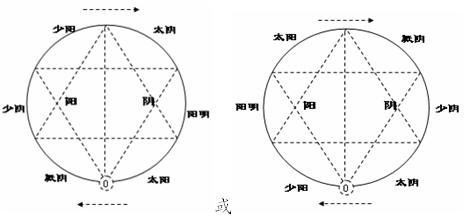 少阳 太阴
少阴 阳 阴 阳明
厥阴 太阳
0
或
太阳 厥阴
阳明 阳 阴 少阴
少阳 太阴
0